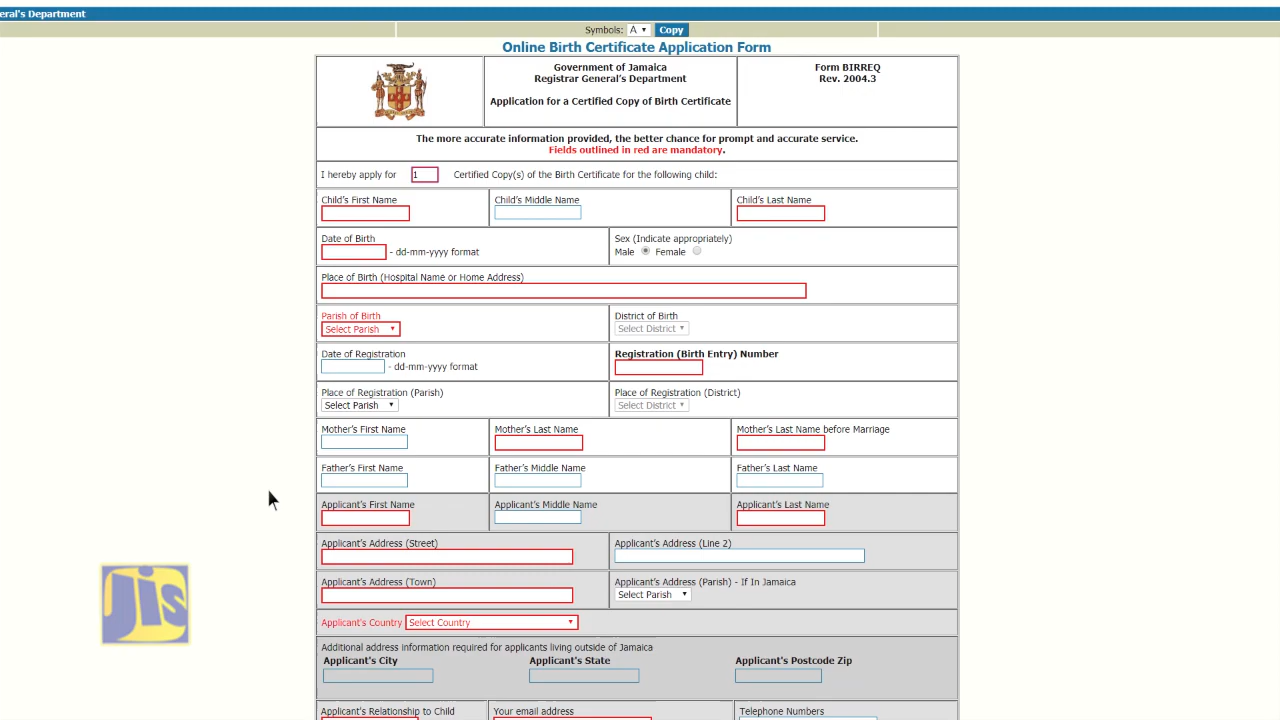 eral's Department
Symbols: A Copy
Online Birth Certificate Application Form
Government of Jamaica
Registrar General's Department
Application for a Certified Copy of Birth Certificate
Form BIRREQ
Rev. 2004.3
The more accurate information provided, the better chance for prompt and accurate service.
Fields outlined in red are mandatory.
I hereby apply for 1 Certified Copy(s) of the Birth Certificate for the following child:
Child's First Name Child's Middle Name Child's Last Name
Date of Birth Sex (Indicate appropriately)
- dd-mm-yyyy format Male Female
Place of Birth (Hospital Name or Home Address)
Parish of Birth District of Birth
Select Parish Select District
Date of Registration Registration (Birth Entry) Number
- dd-mm-yyyy format
Place of Registration (Parish) Place of Registration (District)
Select Parish Select District
Mother's First Name Mother's Last Name Mother's Last Name before Marriage
Father's First Name Father's Middle Name Father's Last Name
Applicant's First Name Applicant's Middle Name Applicant's Last Name
Applicant's Address (Street) Applicant's Address (Line 2)
Applicant's Address (Town) Applicant's Address (Parish) - If In Jamaica
Select Parish
Applicant's Country Select Country
Additional address information required for applicants living outside of Jamaica
Applicant's City Applicant's State Applicant's Postcode Zip
Applicant's Relationship to Child Your email address Telephone Numbers
jis